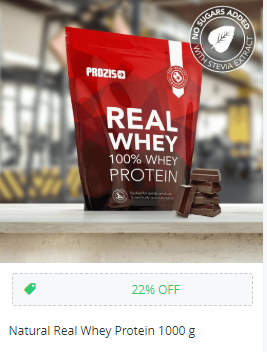 NO SUGARS ADDED
WITH STEVIA EXTRACT
PROZIS
REAL
WHEY
100% WHEY
PROTEIN
22% OFF
Natural Real Whey Protein 1000 g